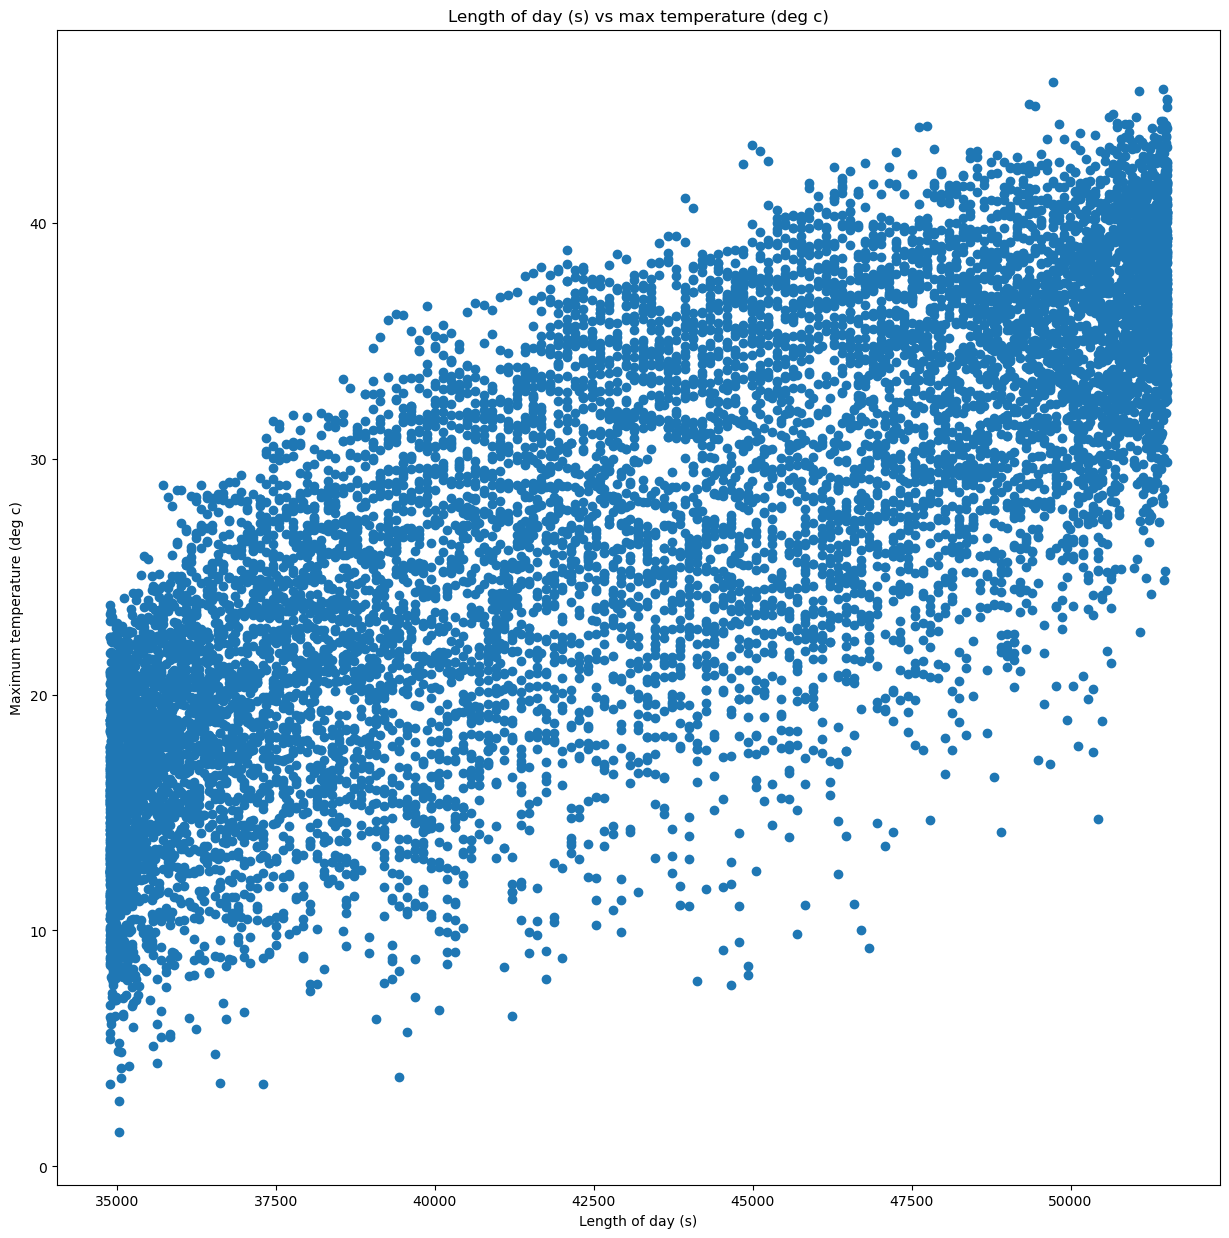 Length of day (s) vs max temperature (deg c)
Maximum temperature (deg c)
40
30
20
10
0
35000 37500 40000 42500 45000 47500 50000
Length of day (s)